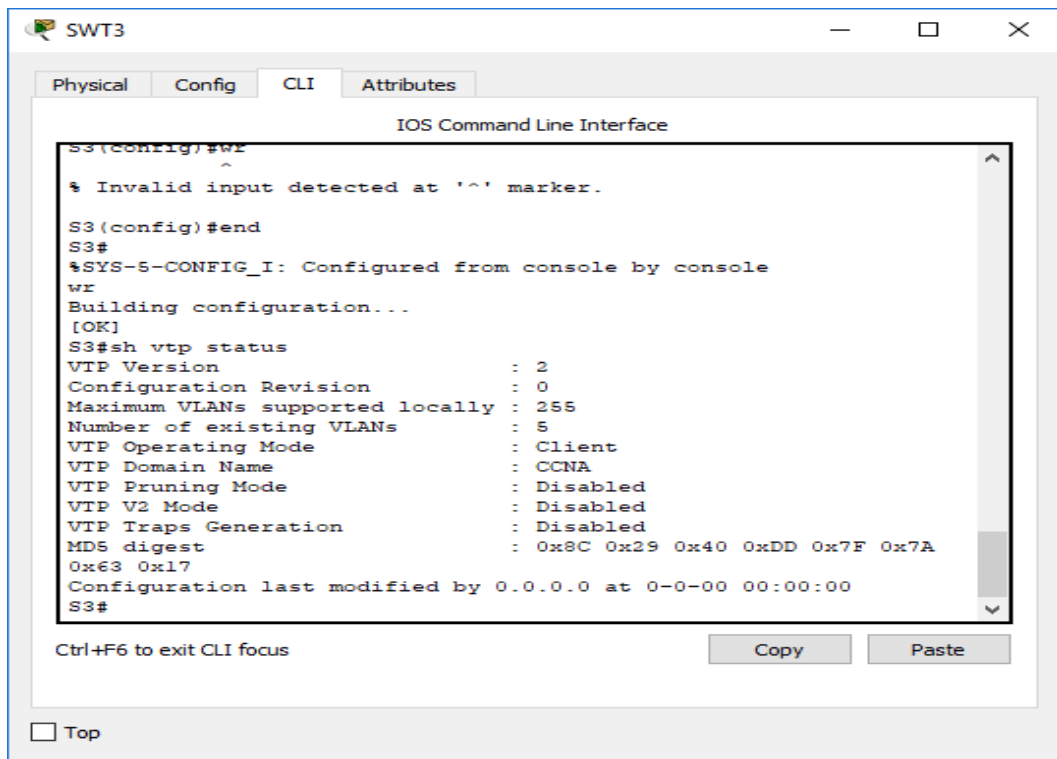 SWT3
Physical Config CLI Attributes
IOS Command Line Interface
S3(config)#wr
^
% Invalid input detected at '^' marker.
S3(config)#end
S3#
%SYS-5-CONFIG_I: Configured from console by console
wr
Building configuration...
[OK]
S3#sh vtp status
VTP Version : 2
Configuration Revision : 0
Maximum VLANs supported locally : 255
Number of existing VLANs : 5
VTP Operating Mode : Client
VTP Domain Name : CCNA
VTP Pruning Mode : Disabled
VTP V2 Mode : Disabled
VTP Traps Generation : Disabled
MD5 digest : 0x8C 0x29 0x40 0xDD 0x7F 0x7A
0x63 0x17
Configuration last modified by 0.0.0.0 at 0-0-00 00:00:00
S3#
Ctrl+F6 to exit CLI focus Copy Paste
Top